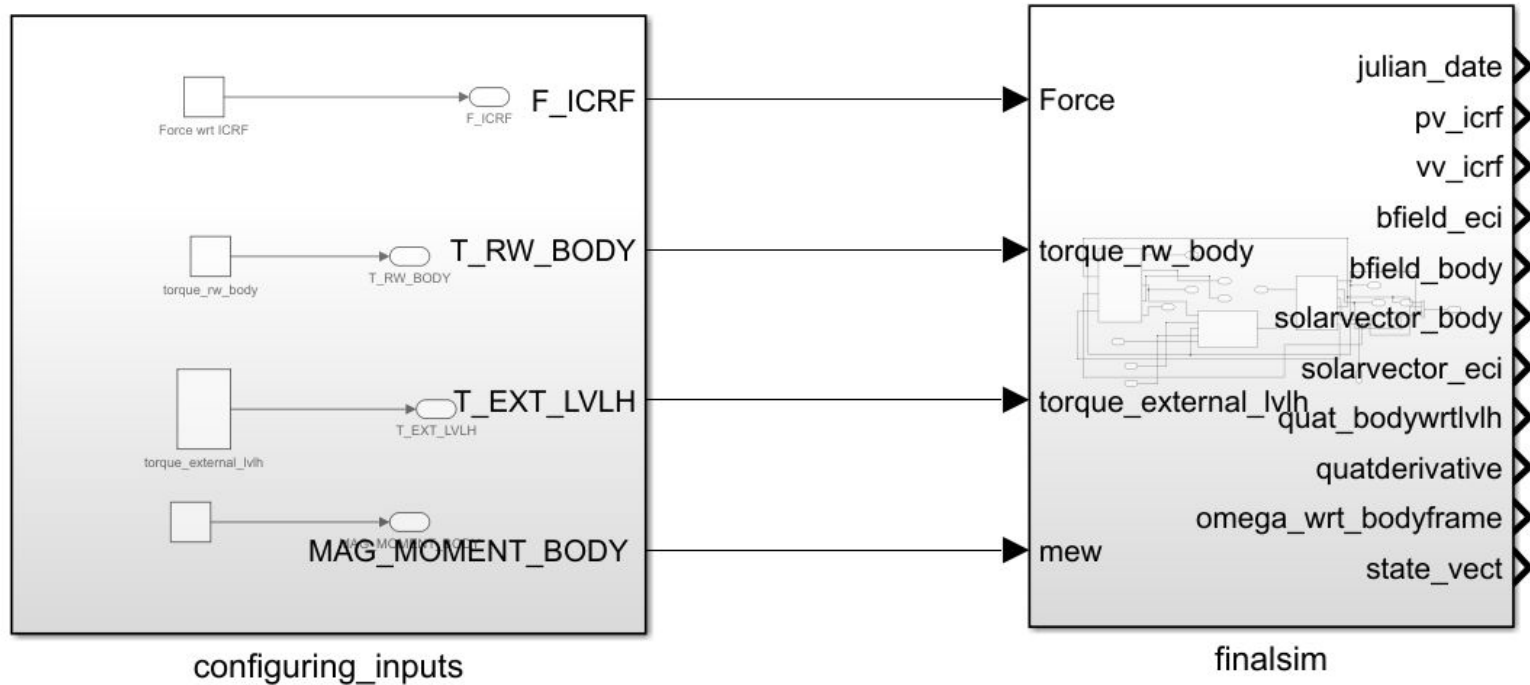 F_ICRF
Force wrt ICRF
F_ICRF
T_RW_BODY
torque_rw_body
T_RW_BODY
T_EXT_LVLH
torque_external_lvlh
T_EXT_LVLH
MAG_MOMENT_BODY
MAG_MOMENT_BODY
configuring_inputs
Force
torque_rw_body
torque_external_lvlh
mew
julian_date
pv_icrf
vv_icrf
bfield_eci
bfield_body
solarvector_body
solarvector_eci
quat_bodywrtlvlh
quatderivative
omega_wrt_bodyframe
state_vect
finalsim